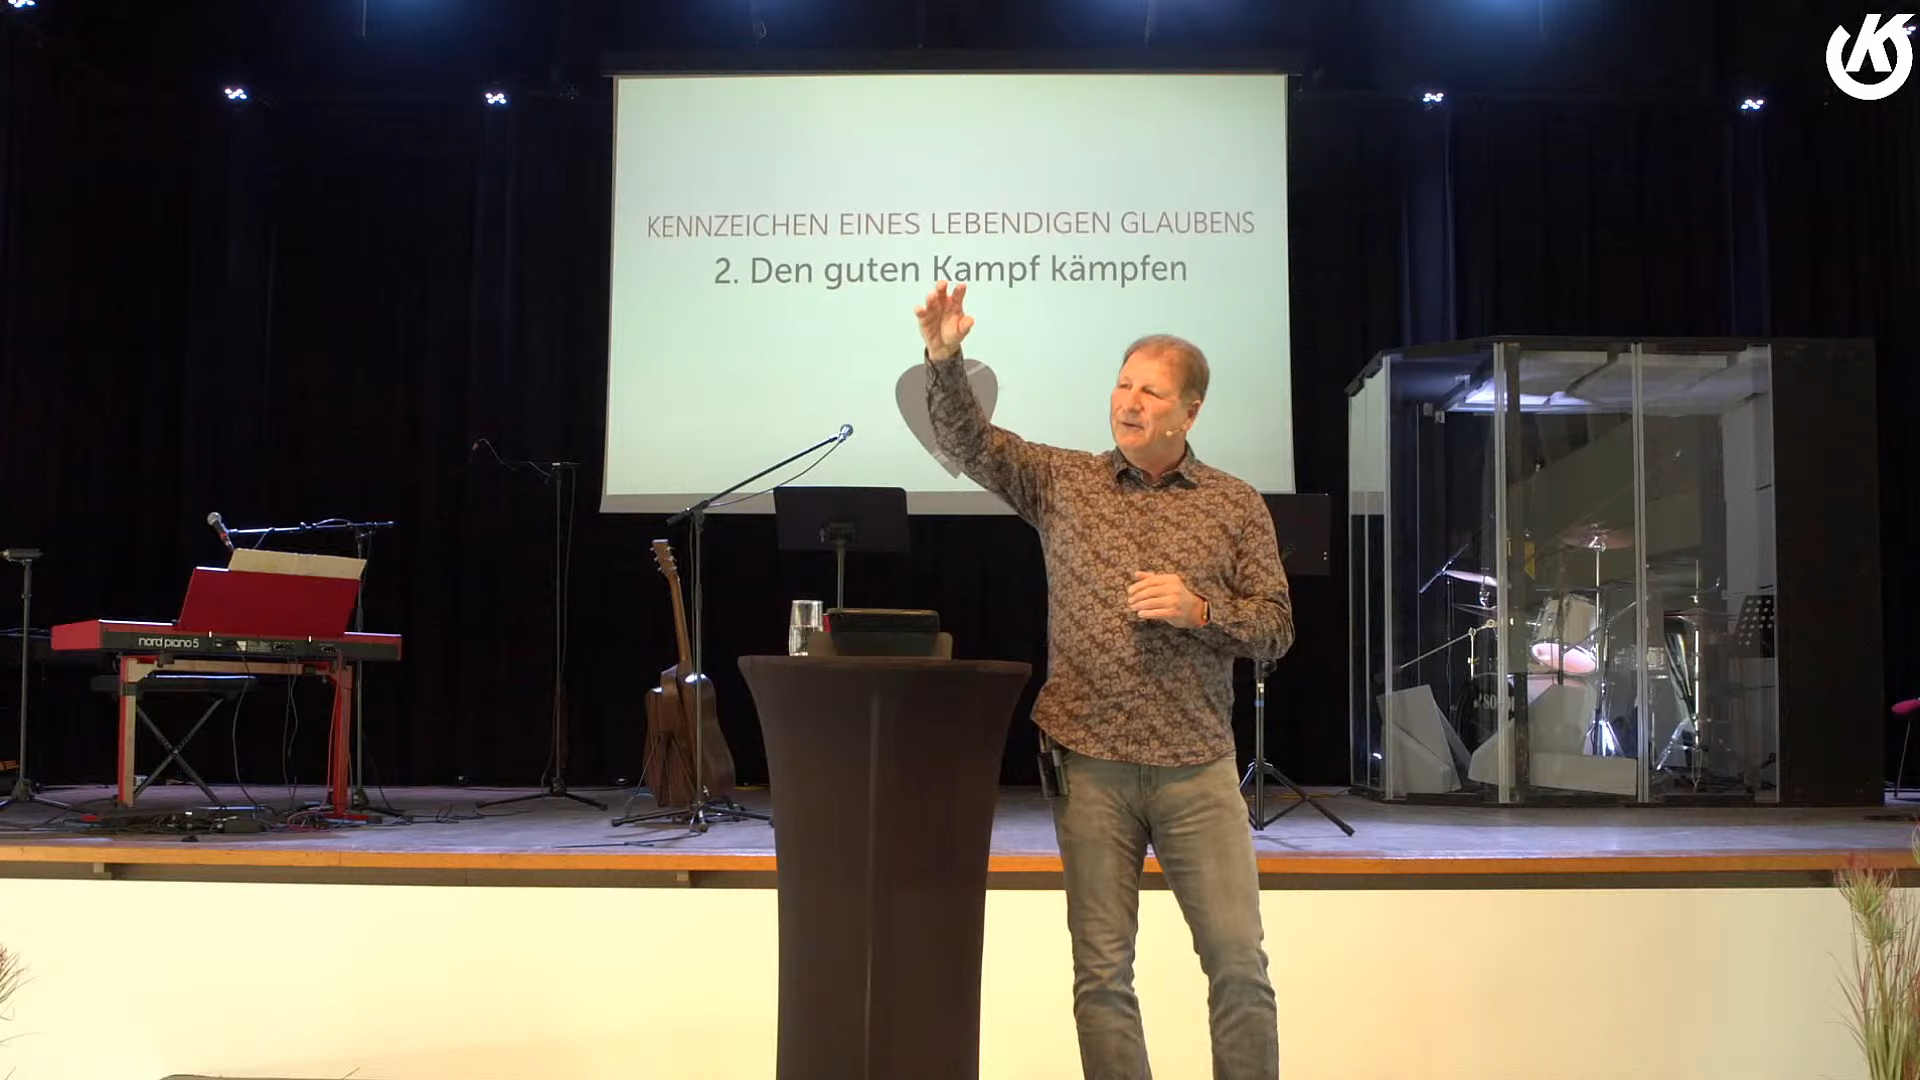 KENNZEICHEN EINES LEBENDIGEN GLAUBENS
2. Den guten Kampf kämpfen
nord piano 5